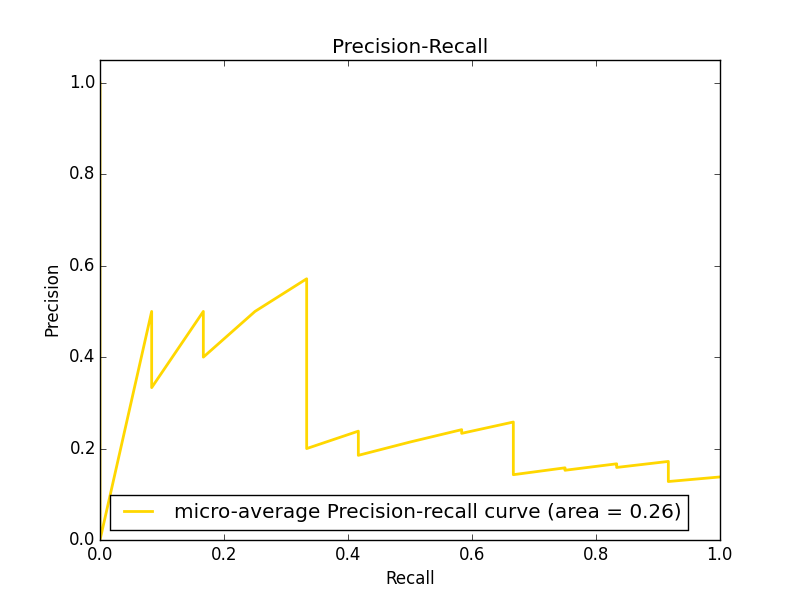 Precision-Recall
1.0
0.8
0.6
0.4
0.2
0.0
Precision
micro-average Precision-recall curve (area = 0.26)
0.0 0.2 0.4 0.6 0.8 1.0
Recall